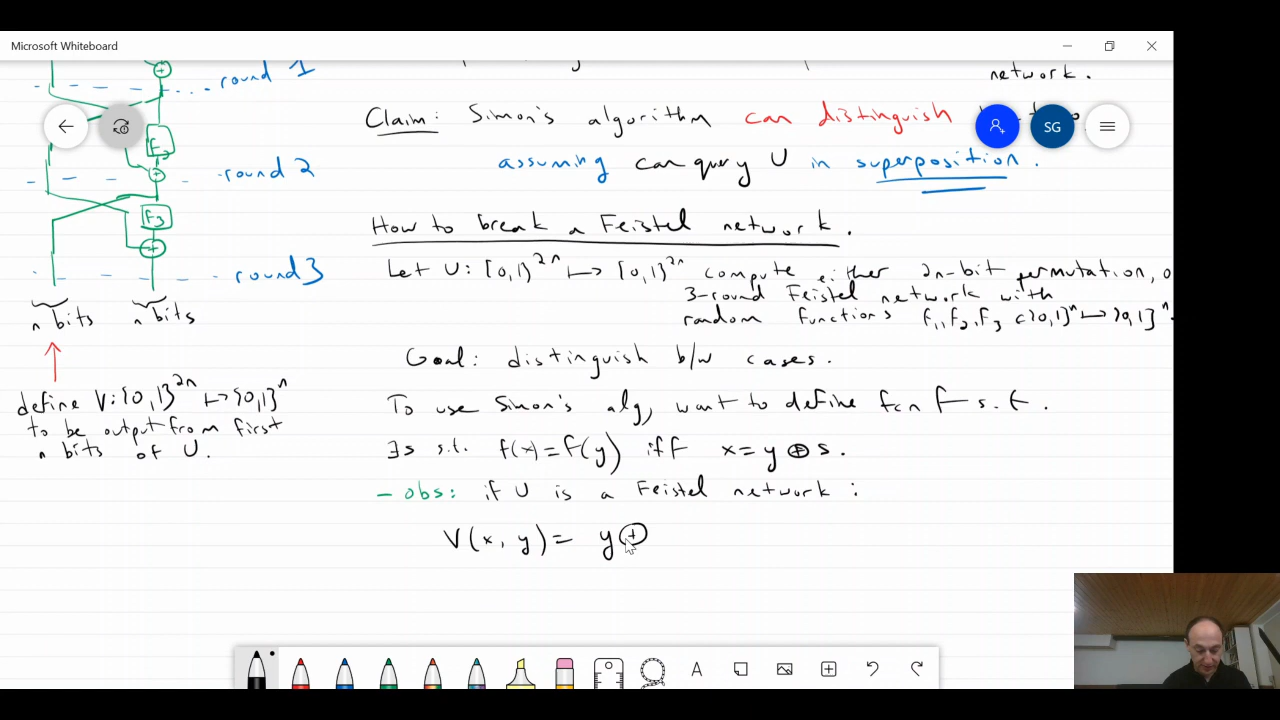 Microsoft Whiteboard
round 1
network.
Claim: Simon's algorithm can distinguish
SG
F2
round 2
assuming can query U in superposition.
F3
How to break a Feistel network.
round 3
Let U: {0,1}^2n ↦ {0,1}^2n compute either 2n-bit permutation, o
3-round Feistel network with
random functions f1, F2, F3 {0,1}^n ↦ {0,1}^n.
n bits n bits
Goal: distinguish b/w cases.
define V: {0,1}^2n ↦ {0,1}^n
to be output from first
n bits of U.
To use Simon's alg, want to define fcn f s.t.
∃s s.t. f(x)=f(y) iff x=y⊕s.
- obs: if U is a Feistel network:
V(x, y) = y⊕
A